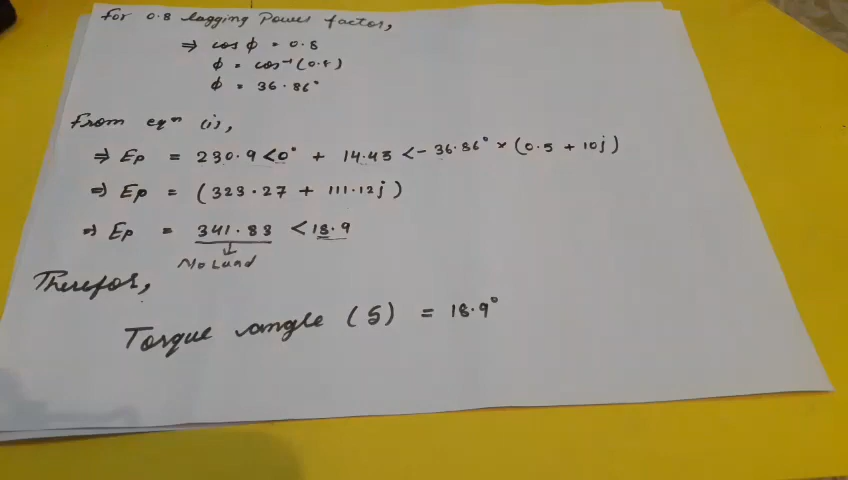 For 0.8 lagging Power factor,
⇒ cos ϕ = 0.8
ϕ = cos⁻¹(0.8)
ϕ = 36.86°
From eqⁿ (i),
⇒ Ep = 230.9 <0° + 14.43 <-36.86° × (0.5 + 10j)
⇒ Ep = (323.27 + 111.12j)
⇒ Ep = 341.83 <18.9
↓
No Load
Therefor,
Torque angle (δ) = 18.9°